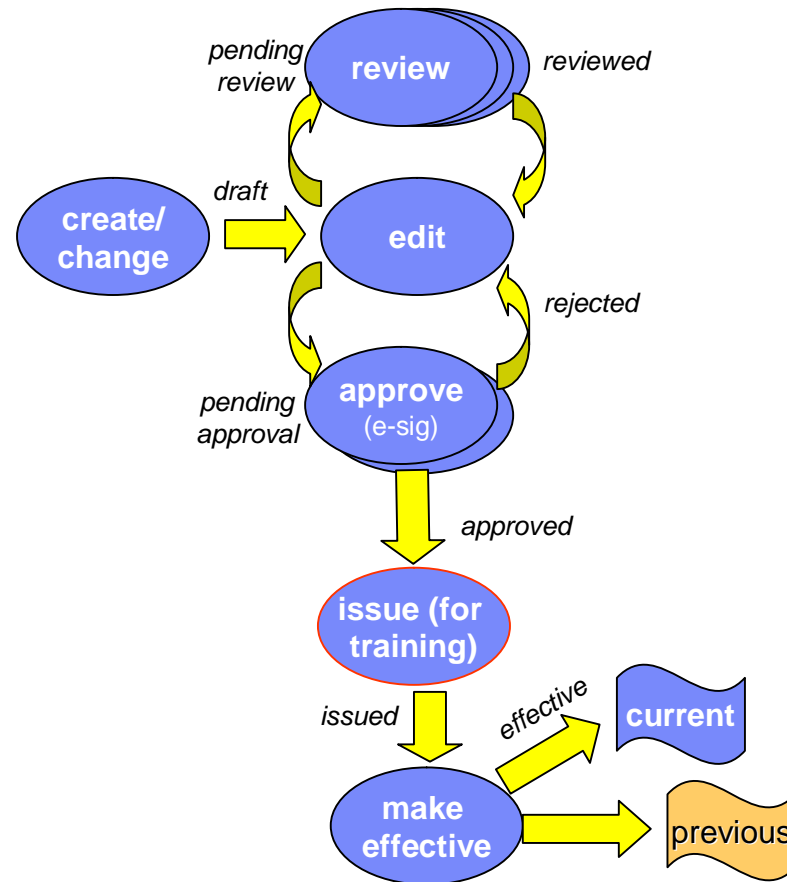 pending
review
review
reviewed
draft
create/
change
edit
rejected
pending
approval
approve
(e-sig)
approved
issue (for
training)
issued
effective
current
make
effective
previous